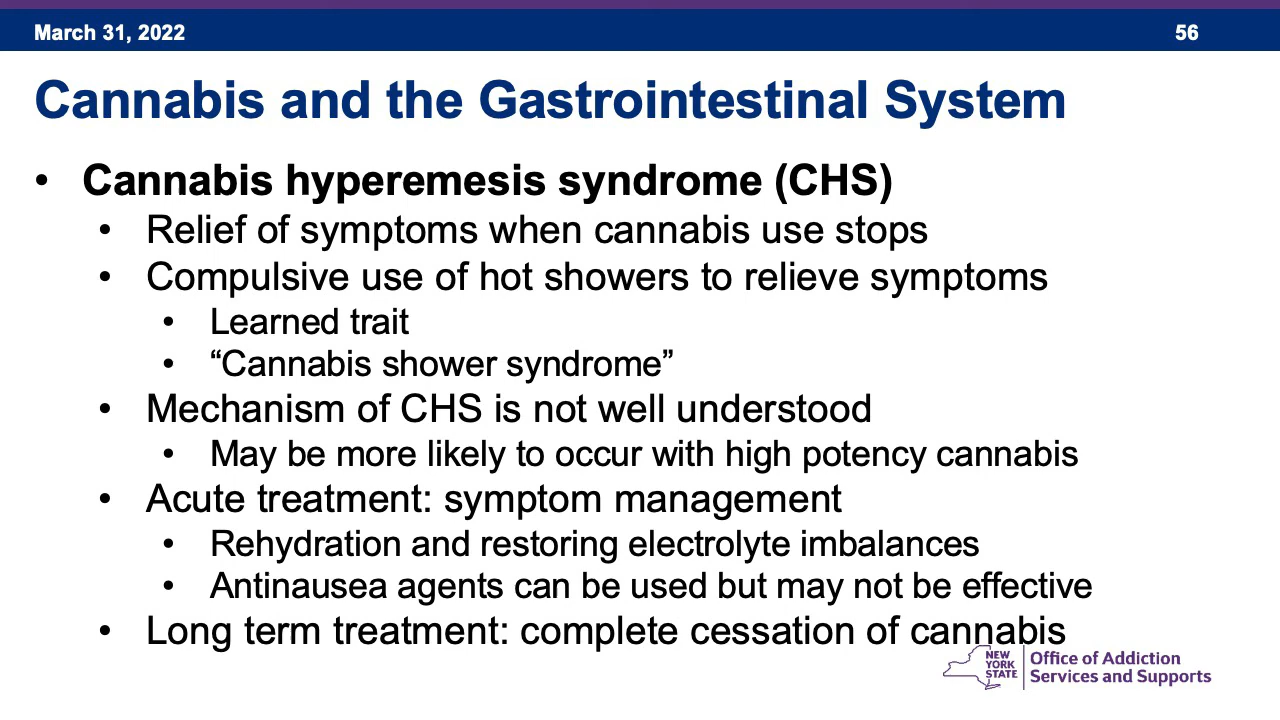 March 31, 2022
56
Cannabis and the Gastrointestinal System
• Cannabis hyperemesis syndrome (CHS)
• Relief of symptoms when cannabis use stops
• Compulsive use of hot showers to relieve symptoms
• Learned trait
• “Cannabis shower syndrome”
• Mechanism of CHS is not well understood
• May be more likely to occur with high potency cannabis
• Acute treatment: symptom management
• Rehydration and restoring electrolyte imbalances
• Antinausea agents can be used but may not be effective
• Long term treatment: complete cessation of cannabis
NEW
YORK
STATE
Office of Addiction
Services and Supports